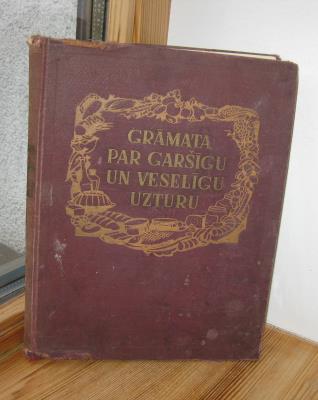 GRĀMATA
PAR GARŠĪGU
UN VESELĪGU
UZTURU